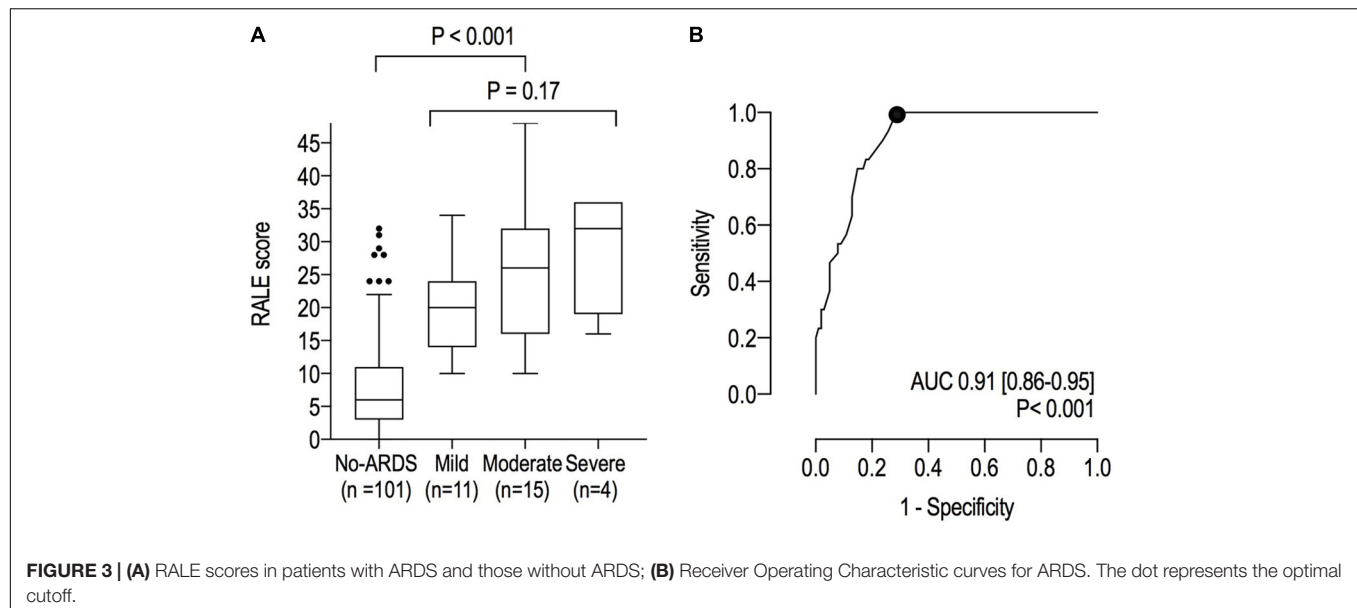 A
P < 0.001
P = 0.17
RALE score
45
40
35
30
25
20
15
10
5
0
No-ARDS Mild Moderate Severe
(n =101) (n=11) (n=15) (n=4)
B
Sensitivity
1.0
0.8
0.6
0.4
0.2
0.0
AUC 0.91 [0.86-0.95]
P< 0.001
0.0 0.2 0.4 0.6 0.8 1.0
1 - Specificity
FIGURE 3 | (A) RALE scores in patients with ARDS and those without ARDS; (B) Receiver Operating Characteristic curves for ARDS. The dot represents the optimal
cutoff.